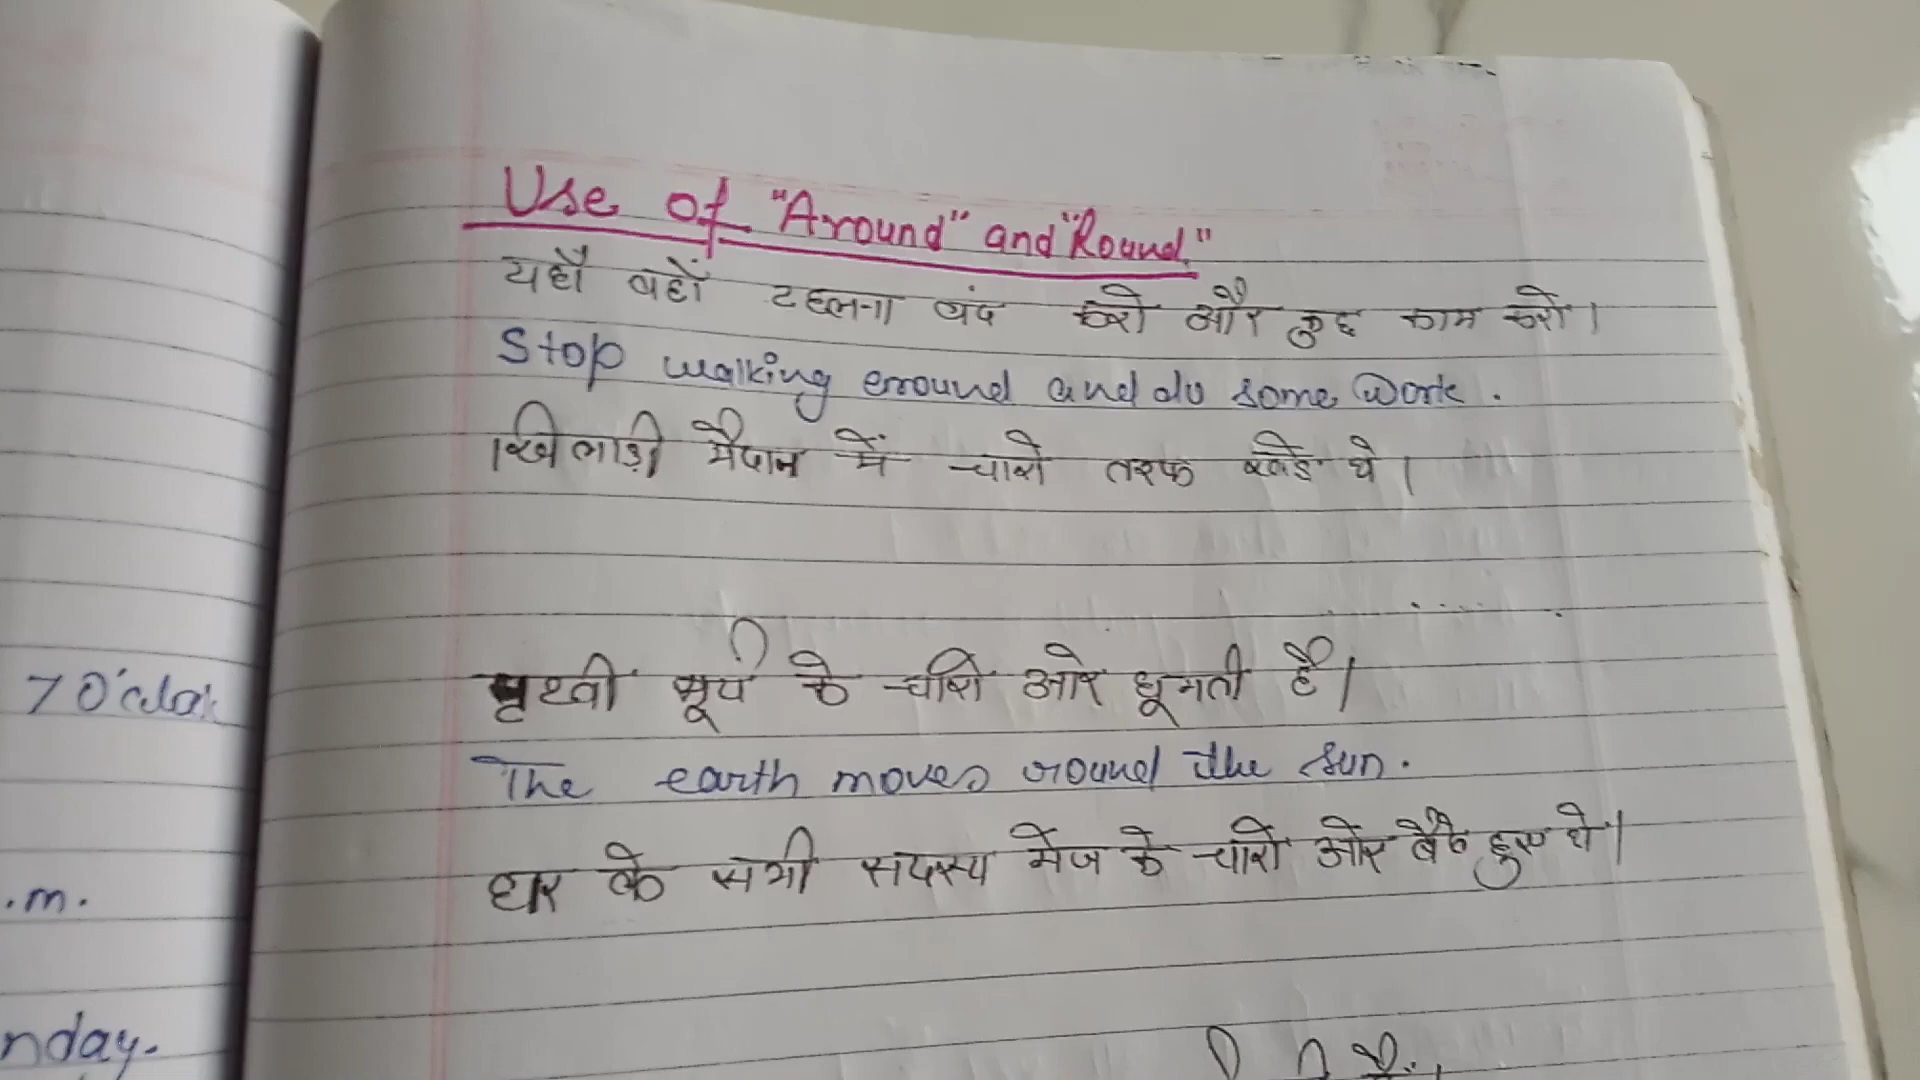 Use of "Around" and "Round"
यहाँ वहाँ टहलना बंद करो और कुछ काम करो।
Stop walking around and do some work.
खिलाड़ी मैदान में चारो तरफ खड़े थे।
7 O'clok
पृथ्वी सूर्य के चारो ओर घूमती है।
The earth moves round the sun.
घर के सभी सदस्य मेज के चारो ओर बैठे हुए थे।
.m.
nday.